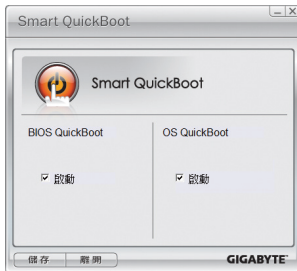 Smart QuickBoot
Smart QuickBoot
BIOS QuickBoot
OS QuickBoot
啟動
啟動
儲存 離開
GIGABYTE